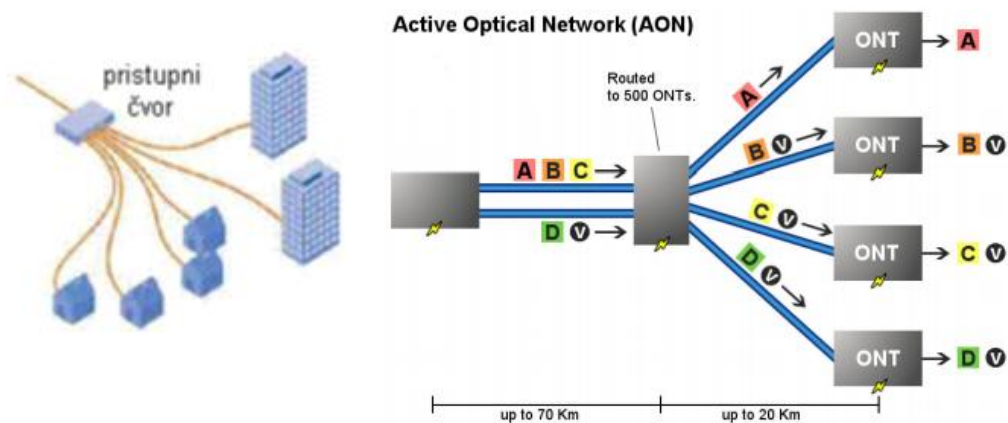 pristupni
čvor
Active Optical Network (AON)
Routed
to 500 ONTs.
A B C
D V
A
B V
C V
D V
ONT
A
ONT
B V
ONT
C V
ONT
D V
up to 70 Km
up to 20 Km